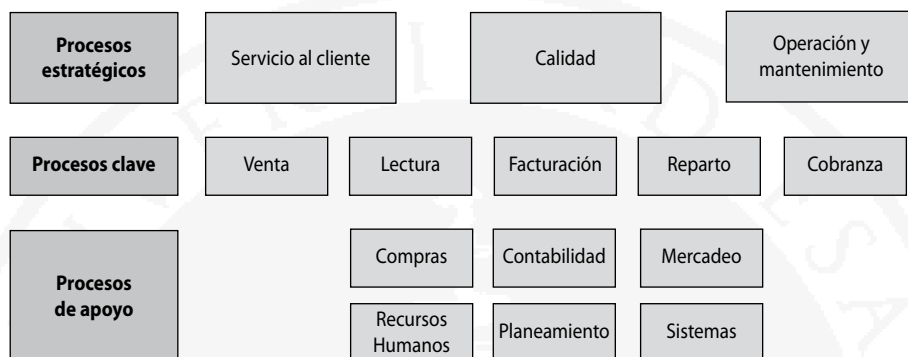 Procesos
estratégicos
Servicio al cliente
Calidad
Operación y
mantenimiento
Procesos clave
Venta
Lectura
Facturación
Reparto
Cobranza
Procesos
de apoyo
Compras
Contabilidad
Mercadeo
Recursos
Humanos
Planeamiento
Sistemas